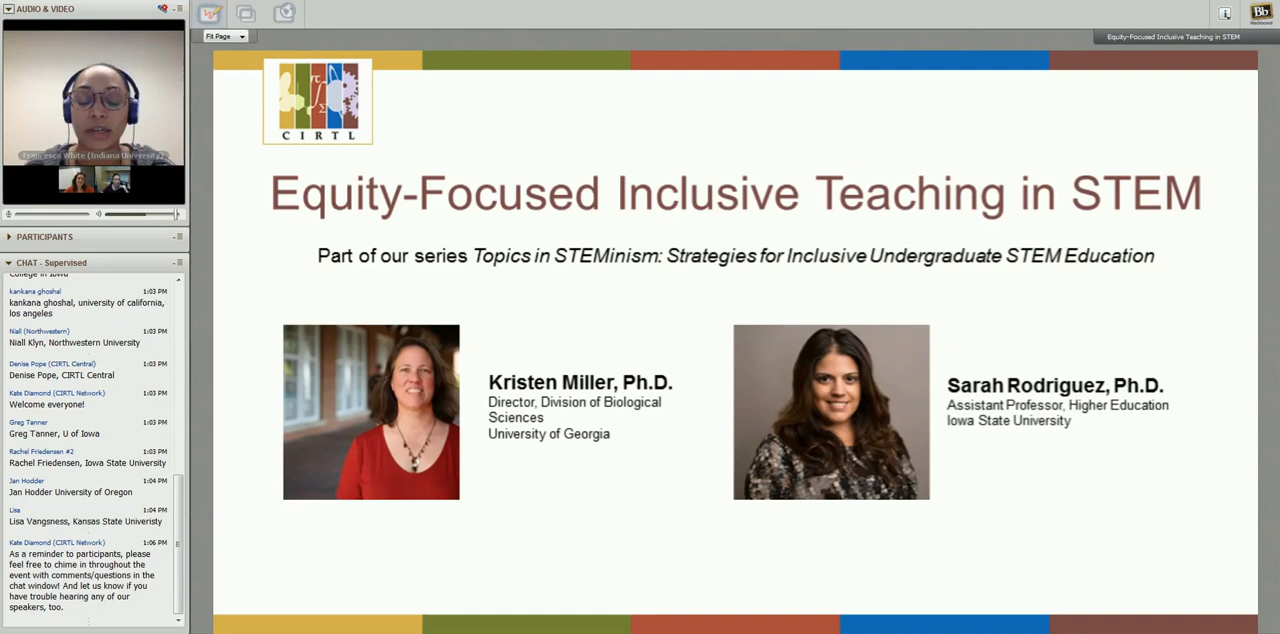 AUDIO & VIDEO
Francesca White (Indiana University)
PARTICIPANTS
CHAT - Supervised
College in Iowa
kankana ghoshal 1:03 PM
kankana ghoshal, university of california,
los angeles
Niall (Northwestern) 1:03 PM
Niall Klyn, Northwestern University
Denise Pope (CIRTL Central) 1:03 PM
Denise Pope, CIRTL Central
Kate Diamond (CIRTL Network) 1:03 PM
Welcome everyone!
Greg Tanner 1:03 PM
Greg Tanner, U of Iowa
Rachel Friedensen #2 1:03 PM
Rachel Friedensen, Iowa State University
Jan Hodder 1:04 PM
Jan Hodder University of Oregon
Lisa 1:04 PM
Lisa Vangsness, Kansas State Univeristy
Kate Diamond (CIRTL Network) 1:06 PM
As a reminder to participants, please
feel free to chime in throughout the
event with comments/questions in the
chat window! And let us know if you
have trouble hearing any of our
speakers, too.
Fit Page
Bb
Blackboard
Equity-Focused Inclusive Teaching in STEM
CIRTL
Equity-Focused Inclusive Teaching in STEM
Part of our series Topics in STEMinism: Strategies for Inclusive Undergraduate STEM Education
Kristen Miller, Ph.D.
Director, Division of Biological
Sciences
University of Georgia
Sarah Rodriguez, Ph.D.
Assistant Professor, Higher Education
Iowa State University